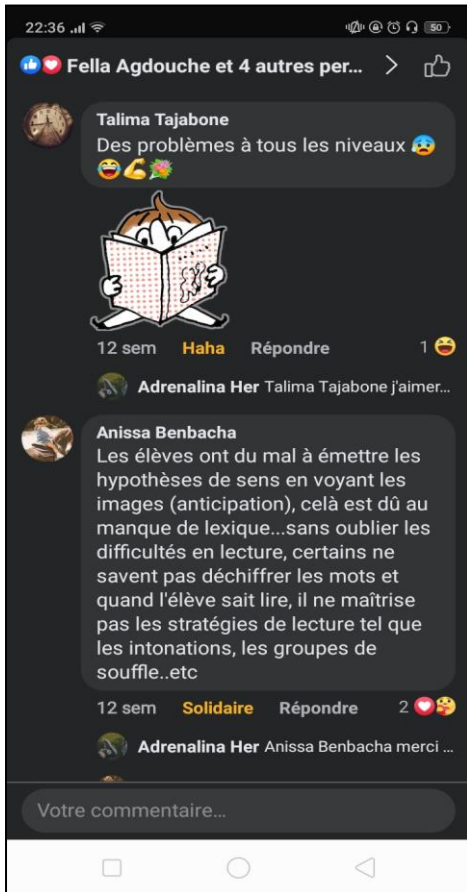 22:36 50
Fella Agdouche et 4 autres per... >
Talima Tajabone
Des problèmes à tous les niveaux 😰
😂💪💐
12 sem Haha Répondre 1 😆
Adrenalina Her Talima Tajabone j'aimer...
Anissa Benbacha
Les élèves ont du mal à émettre les
hypothèses de sens en voyant les
images (anticipation), celà est dû au
manque de lexique...sans oublier les
difficultés en lecture, certains ne
savent pas déchiffrer les mots et
quand l'élève sait lire, il ne maîtrise
pas les stratégies de lecture tel que
les intonations, les groupes de
souffle..etc
12 sem Solidaire Répondre 2
Adrenalina Her Anissa Benbacha merci ...
Votre commentaire...